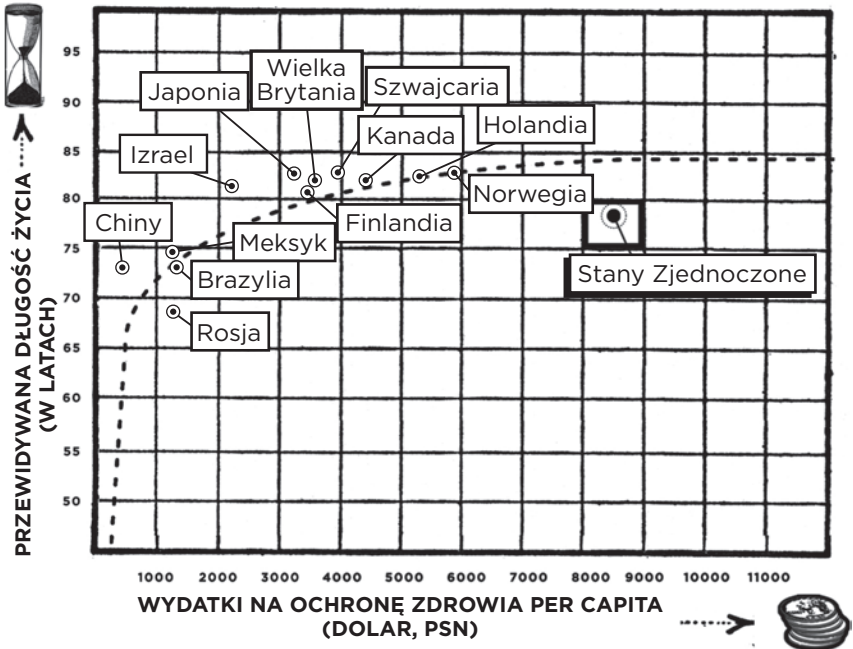 95
90
85
80
75
70
65
60
55
50
PRZEWIDYWANA DŁUGOŚĆ ŻYCIA
(W LATACH)
Japonia
Wielka
Brytania
Szwajcaria
Kanada
Holandia
Izrael
Norwegia
Chiny
Finlandia
Meksyk
Brazylia
Stany Zjednoczone
Rosja
1000 2000 3000 4000 5000 6000 7000 8000 9000 10000 11000
WYDATKI NA OCHRONĘ ZDROWIA PER CAPITA
(DOLAR, PSN)